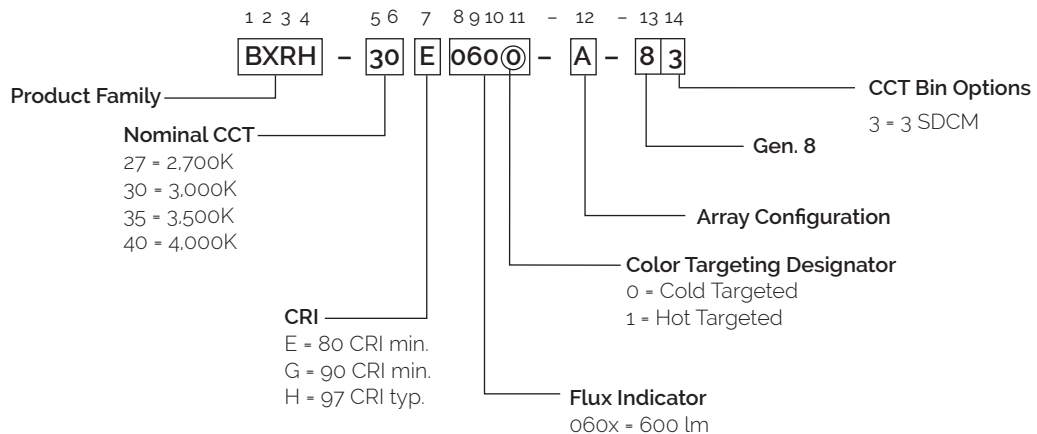 1 2 3 4 5 6 7 8 9 10 11 – 12 – 13 14
BXRH – 30 E 0600 – A – 8 3
Product Family
CCT Bin Options
3 = 3 SDCM
Nominal CCT
27 = 2,700K
30 = 3,000K
35 = 3,500K
40 = 4,000K
Gen. 8
Array Configuration
Color Targeting Designator
0 = Cold Targeted
1 = Hot Targeted
CRI
E = 80 CRI min.
G = 90 CRI min.
H = 97 CRI typ.
Flux Indicator
060x = 600 lm